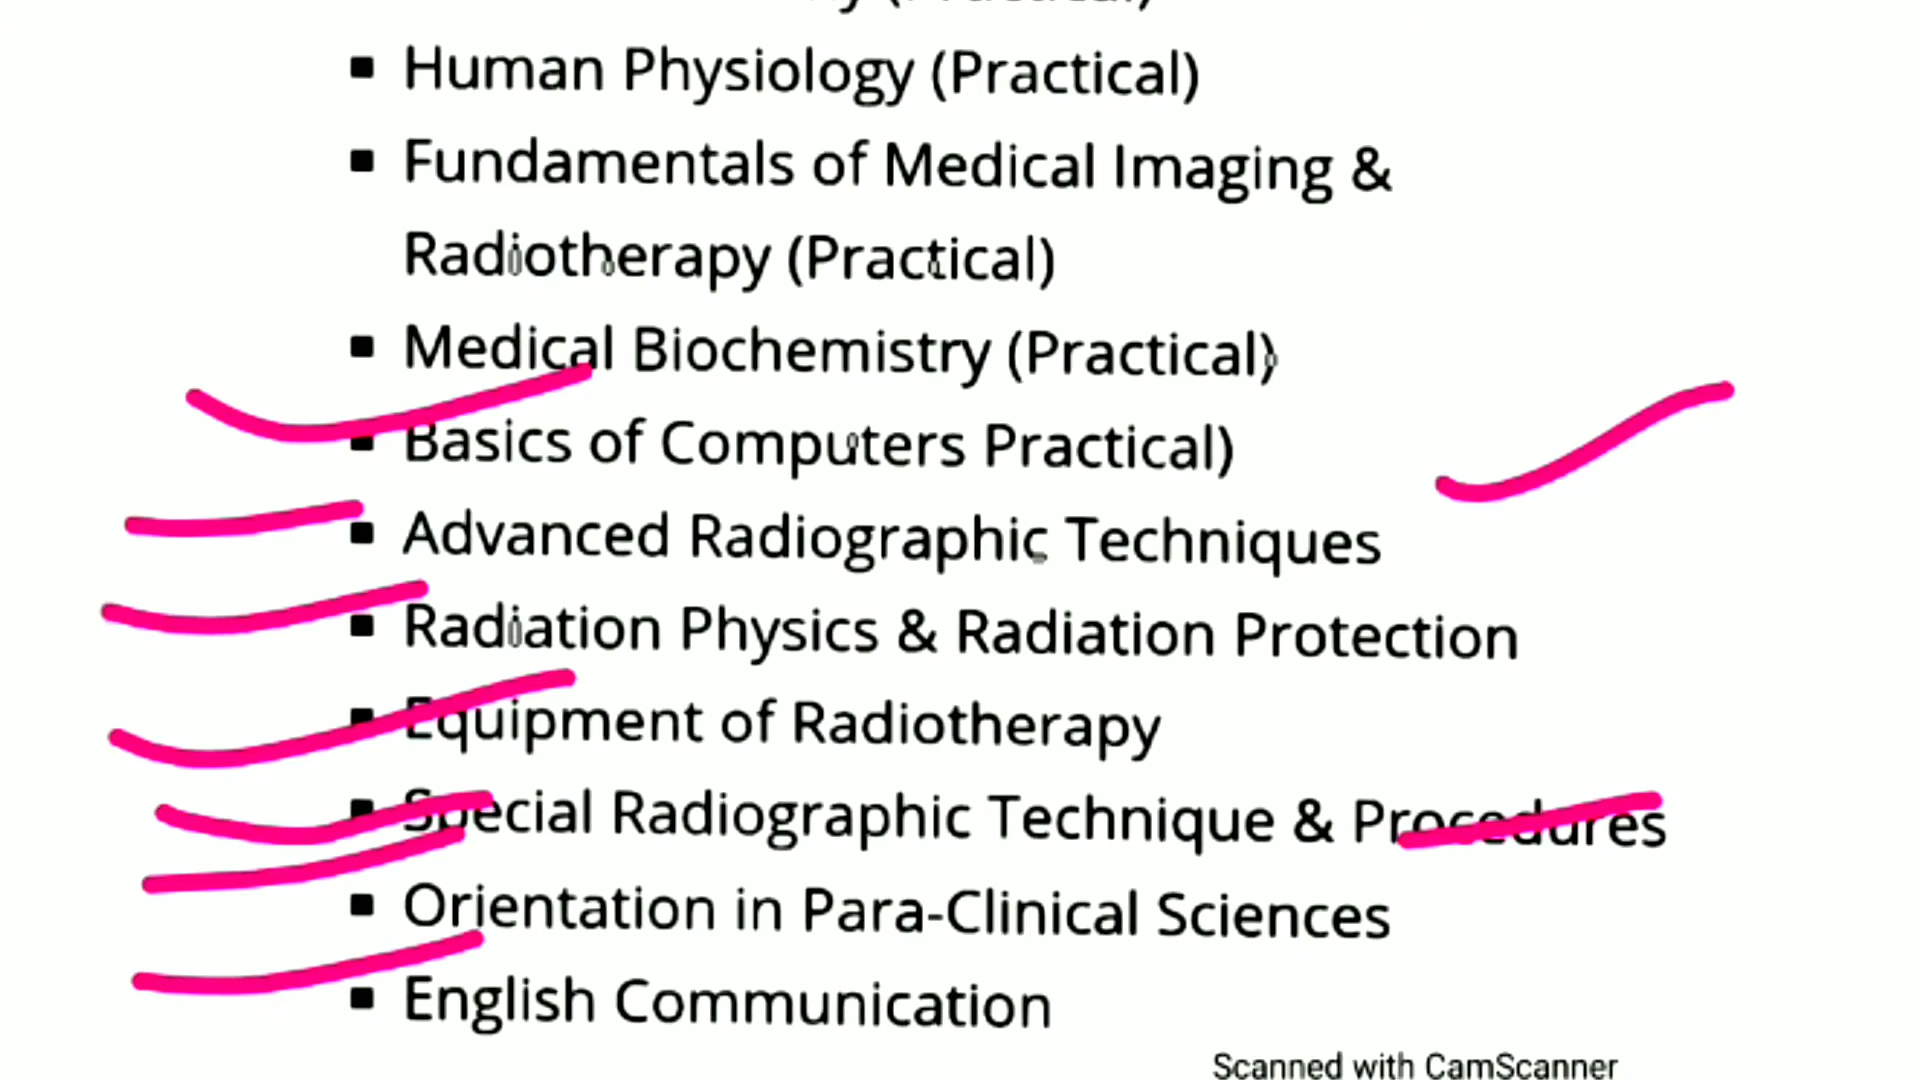 (Practical)
▪ Human Physiology (Practical)
▪ Fundamentals of Medical Imaging &
Radiotherapy (Practical)
▪ Medical Biochemistry (Practical)
▪ Basics of Computers Practical)
▪ Advanced Radiographic Techniques
▪ Radiation Physics & Radiation Protection
▪ Equipment of Radiotherapy
▪ Special Radiographic Technique & Procedures
▪ Orientation in Para-Clinical Sciences
▪ English Communication
Scanned with CamScanner